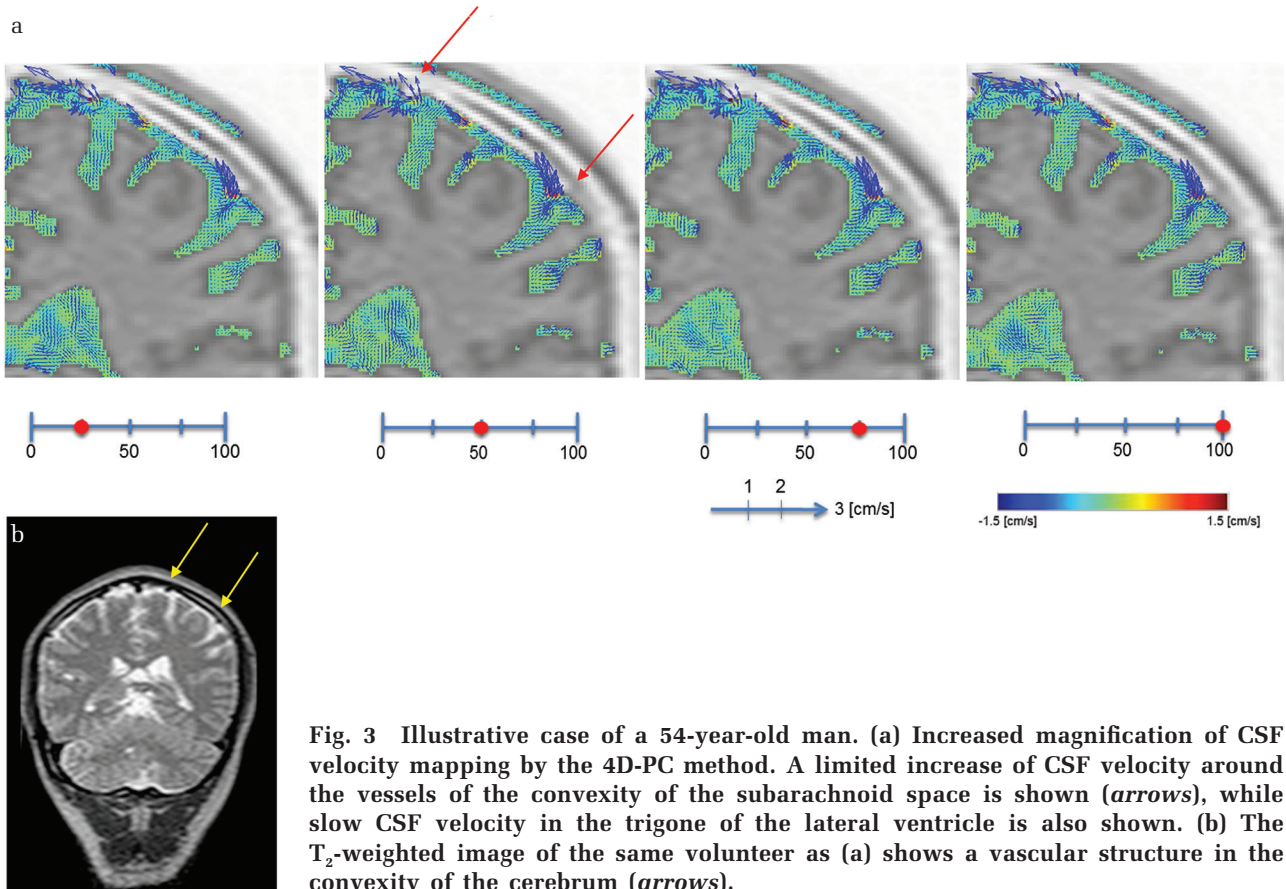 a
0 50 100
0 50 100
0 50 100
0 50 100
1 2
3 [cm/s]
-1.5 [cm/s] 1.5 [cm/s]
b
Fig. 3 Illustrative case of a 54-year-old man. (a) Increased magnification of CSF
velocity mapping by the 4D-PC method. A limited increase of CSF velocity around
the vessels of the convexity of the subarachnoid space is shown (arrows), while
slow CSF velocity in the trigone of the lateral ventricle is also shown. (b) The
T₂-weighted image of the same volunteer as (a) shows a vascular structure in the
convexity of the cerebrum (arrows).